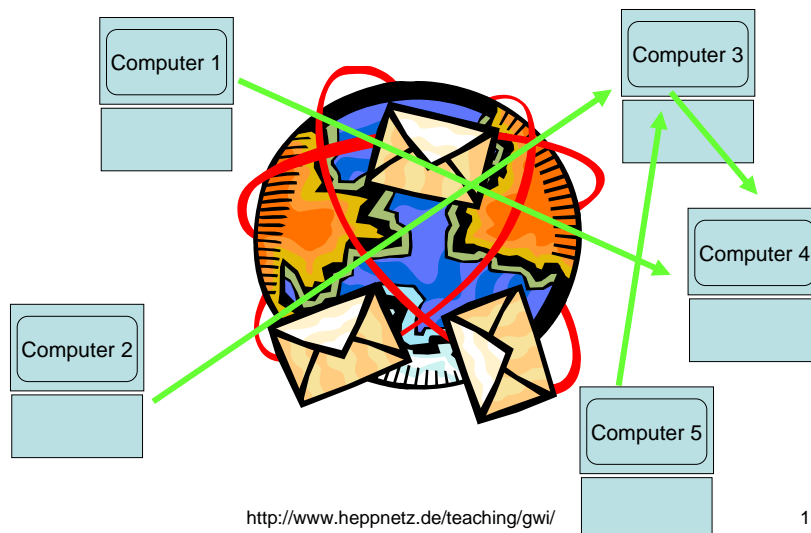 Computer 1
Computer 3
Computer 4
Computer 2
Computer 5
http://www.heppnetz.de/teaching/gwi/
1